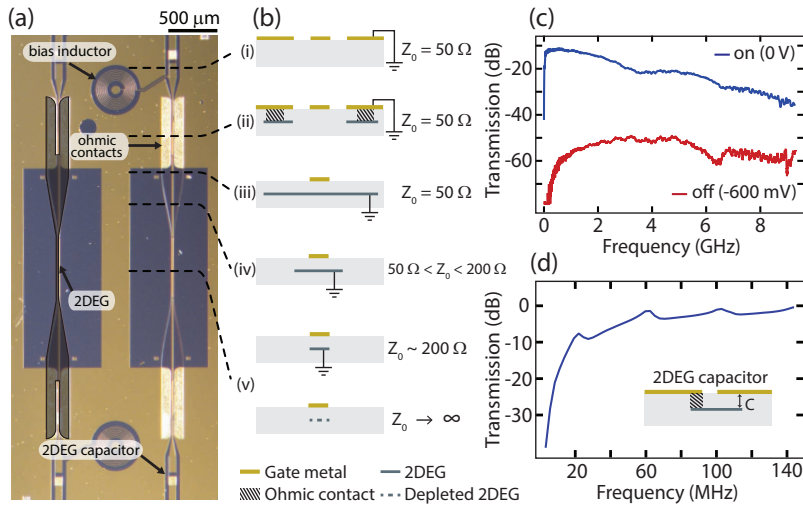 (a)
500 μm
bias inductor
ohmic
contacts
2DEG
2DEG capacitor
(b)
(i)
Z0 = 50 Ω
(ii)
Z0 = 50 Ω
(iii)
Z0 = 50 Ω
(iv)
50 Ω < Z0 < 200 Ω
(v)
Z0 ~ 200 Ω
Z0 → ∞
Gate metal
2DEG
Ohmic contact
Depleted 2DEG
(c)
Transmission (dB)
-20
-40
-60
on (0 V)
off (-600 mV)
0
2
4
6
8
Frequency (GHz)
(d)
Transmission (dB)
0
-10
-20
-30
2DEG capacitor
C
20
60
100
140
Frequency (MHz)